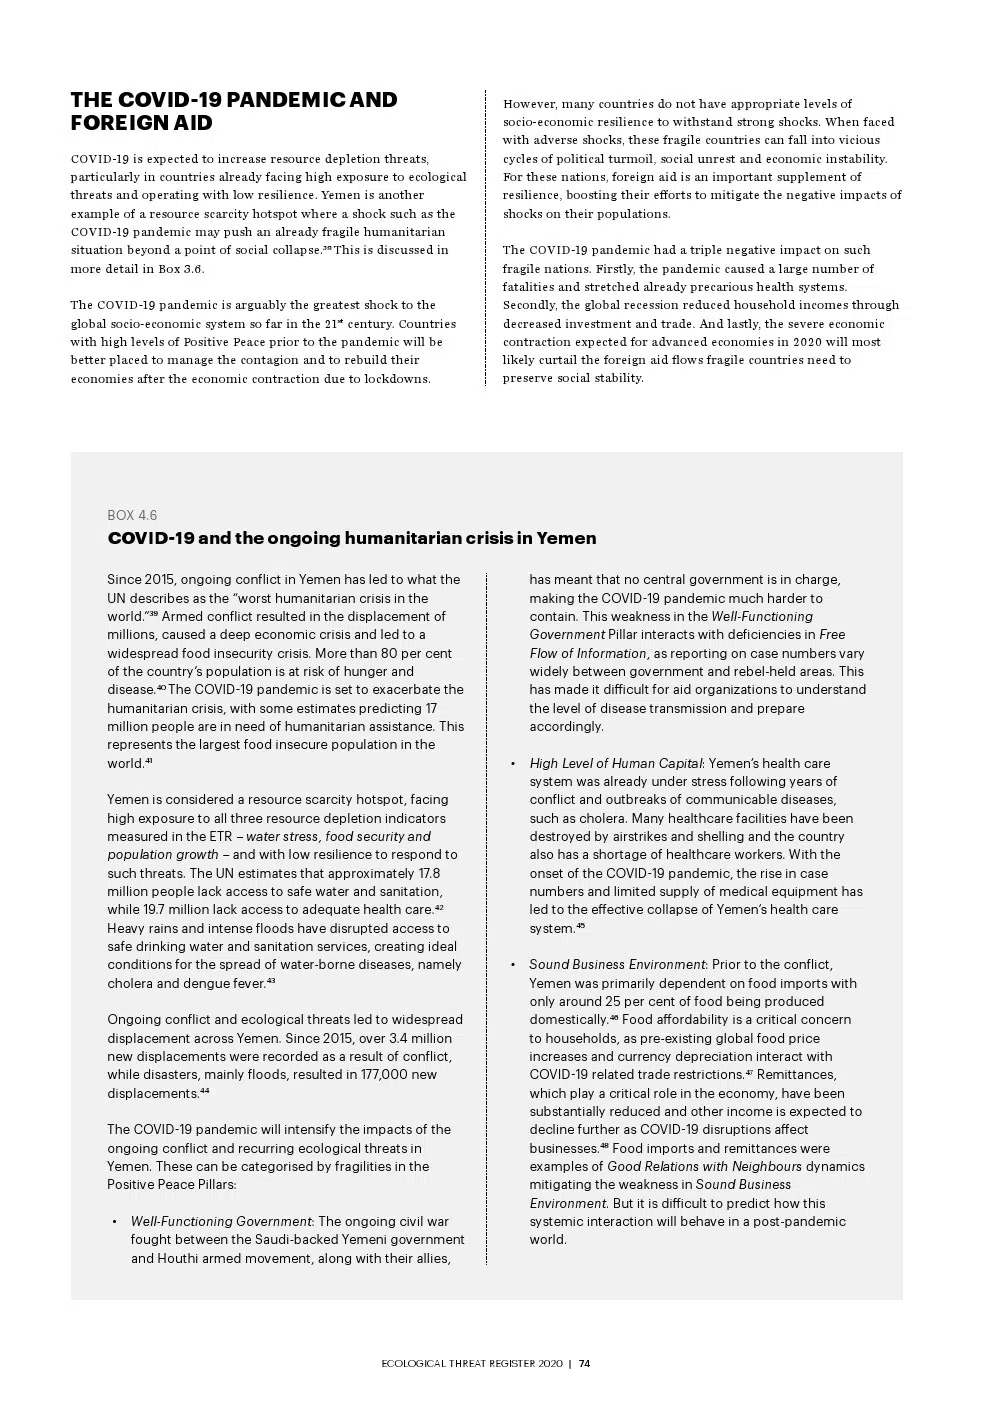 THE COVID-19 PANDEMIC AND
FOREIGN AID
COVID-19 is expected to increase resource depletion threats,
particularly in countries already facing high exposure to ecological
threats and operating with low resilience. Yemen is another
example of a resource scarcity hotspot where a shock such as the
COVID-19 pandemic may push an already fragile humanitarian
situation beyond a point of social collapse.³⁸ This is discussed in
more detail in Box 3.6.
The COVID-19 pandemic is arguably the greatest shock to the
global socio-economic system so far in the 21ˢᵗ century. Countries
with high levels of Positive Peace prior to the pandemic will be
better placed to manage the contagion and to rebuild their
economies after the economic contraction due to lockdowns.
However, many countries do not have appropriate levels of
socio-economic resilience to withstand strong shocks. When faced
with adverse shocks, these fragile countries can fall into vicious
cycles of political turmoil, social unrest and economic instability.
For these nations, foreign aid is an important supplement of
resilience, boosting their efforts to mitigate the negative impacts of
shocks on their populations.
The COVID-19 pandemic had a triple negative impact on such
fragile nations. Firstly, the pandemic caused a large number of
fatalities and stretched already precarious health systems.
Secondly, the global recession reduced household incomes through
decreased investment and trade. And lastly, the severe economic
contraction expected for advanced economies in 2020 will most
likely curtail the foreign aid flows fragile countries need to
preserve social stability.
BOX 4.6
COVID-19 and the ongoing humanitarian crisis in Yemen
Since 2015, ongoing conflict in Yemen has led to what the
UN describes as the “worst humanitarian crisis in the
world.”³⁹ Armed conflict resulted in the displacement of
millions, caused a deep economic crisis and led to a
widespread food insecurity crisis. More than 80 per cent
of the country’s population is at risk of hunger and
disease.⁴⁰ The COVID-19 pandemic is set to exacerbate the
humanitarian crisis, with some estimates predicting 17
million people are in need of humanitarian assistance. This
represents the largest food insecure population in the
world.⁴¹
Yemen is considered a resource scarcity hotspot, facing
high exposure to all three resource depletion indicators
measured in the ETR – water stress, food security and
population growth – and with low resilience to respond to
such threats. The UN estimates that approximately 17.8
million people lack access to safe water and sanitation,
while 19.7 million lack access to adequate health care.⁴²
Heavy rains and intense floods have disrupted access to
safe drinking water and sanitation services, creating ideal
conditions for the spread of water-borne diseases, namely
cholera and dengue fever.⁴³
Ongoing conflict and ecological threats led to widespread
displacement across Yemen. Since 2015, over 3.4 million
new displacements were recorded as a result of conflict,
while disasters, mainly floods, resulted in 177,000 new
displacements.⁴⁴
The COVID-19 pandemic will intensify the impacts of the
ongoing conflict and recurring ecological threats in
Yemen. These can be categorised by fragilities in the
Positive Peace Pillars:
• Well-Functioning Government: The ongoing civil war
fought between the Saudi-backed Yemeni government
and Houthi armed movement, along with their allies,
has meant that no central government is in charge,
making the COVID-19 pandemic much harder to
contain. This weakness in the Well-Functioning
Government Pillar interacts with deficiencies in Free
Flow of Information, as reporting on case numbers vary
widely between government and rebel-held areas. This
has made it difficult for aid organizations to understand
the level of disease transmission and prepare
accordingly.
• High Level of Human Capital: Yemen’s health care
system was already under stress following years of
conflict and outbreaks of communicable diseases,
such as cholera. Many healthcare facilities have been
destroyed by airstrikes and shelling and the country
also has a shortage of healthcare workers. With the
onset of the COVID-19 pandemic, the rise in case
numbers and limited supply of medical equipment has
led to the effective collapse of Yemen’s health care
system.⁴⁵
• Sound Business Environment: Prior to the conflict,
Yemen was primarily dependent on food imports with
only around 25 per cent of food being produced
domestically.⁴⁶ Food affordability is a critical concern
to households, as pre-existing global food price
increases and currency depreciation interact with
COVID-19 related trade restrictions.⁴⁷ Remittances,
which play a critical role in the economy, have been
substantially reduced and other income is expected to
decline further as COVID-19 disruptions affect
businesses.⁴⁸ Food imports and remittances were
examples of Good Relations with Neighbours dynamics
mitigating the weakness in Sound Business
Environment. But it is difficult to predict how this
systemic interaction will behave in a post-pandemic
world.
ECOLOGICAL THREAT REGISTER 2020 | 74